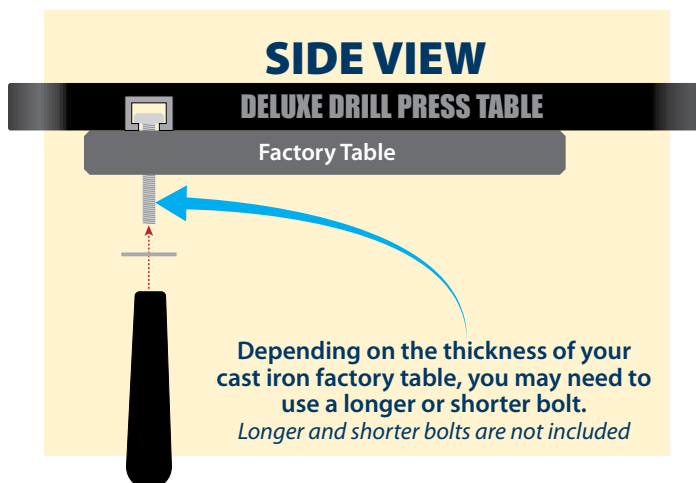 SIDE VIEW
DELUXE DRILL PRESS TABLE
Factory Table
Depending on the thickness of your
cast iron factory table, you may need to
use a longer or shorter bolt.
Longer and shorter bolts are not included